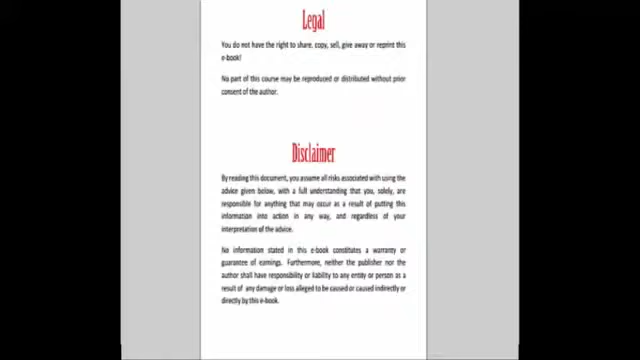 Legal
You do not have the right to share, copy, sell, give away or reprint this
e-book!
No part of this course may be reproduced or distributed without prior
consent of the author.
Disclaimer
By reading this document, you assume all risks associated with using the
advice given below, with a full understanding that you, solely, are
responsible for anything that may occur as a result of putting this
information into action in any way, and regardless of your
interpretation of the advice.
No information stated in this e-book constitutes a warranty or
guarantee of earnings. Furthermore, neither the publisher nor the
author shall have responsibility or liability to any entity or person as a
result of any damage or loss alleged to be caused or caused indirectly or
directly by this e-book.